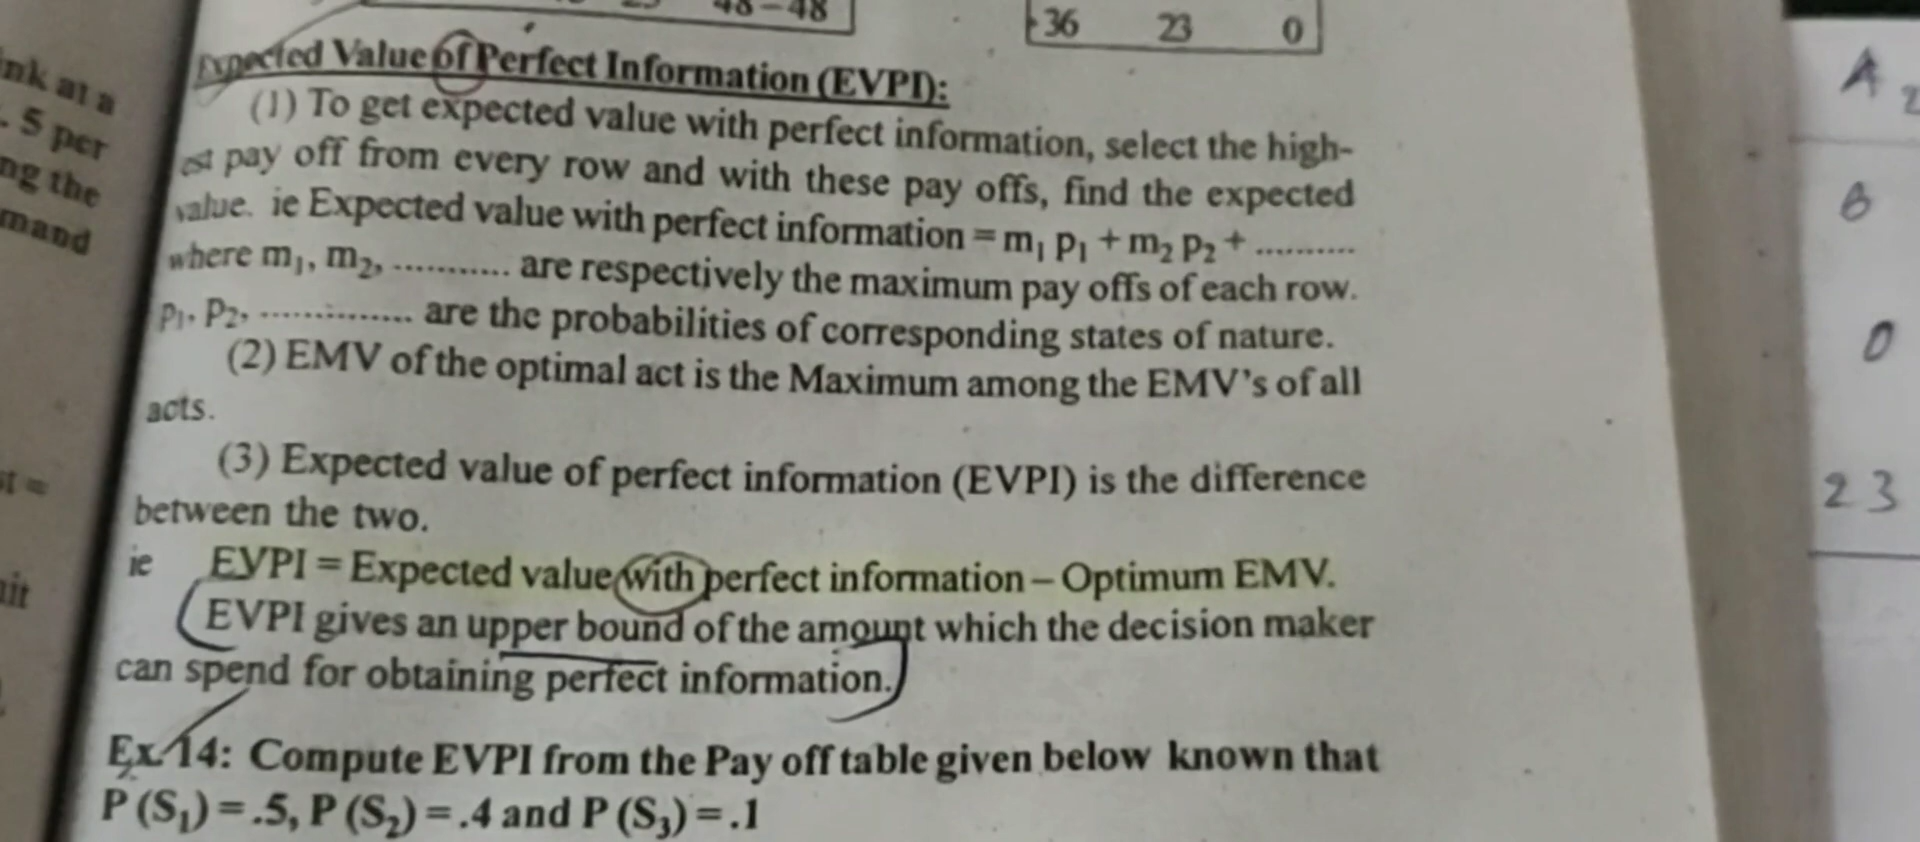 48 – 48
36 23 0
Expected Value of Perfect Information (EVPI):
(1) To get expected value with perfect information, select the high-
est pay off from every row and with these pay offs, find the expected
value. ie Expected value with perfect information = m₁ p₁ + m₂ p₂ + ..........
where m₁, m₂, ........... are respectively the maximum pay offs of each row.
p₁, p₂, .............. are the probabilities of corresponding states of nature.
(2) EMV of the optimal act is the Maximum among the EMV's of all
acts.
(3) Expected value of perfect information (EVPI) is the difference
between the two.
ie EVPI = Expected value with perfect information – Optimum EMV.
EVPI gives an upper bound of the amount which the decision maker
can spend for obtaining perfect information.
Ex.14: Compute EVPI from the Pay off table given below known that
P (S₁) = .5, P (S₂) = .4 and P (S₃) = .1
at a
5 per
the
A 2
0
23